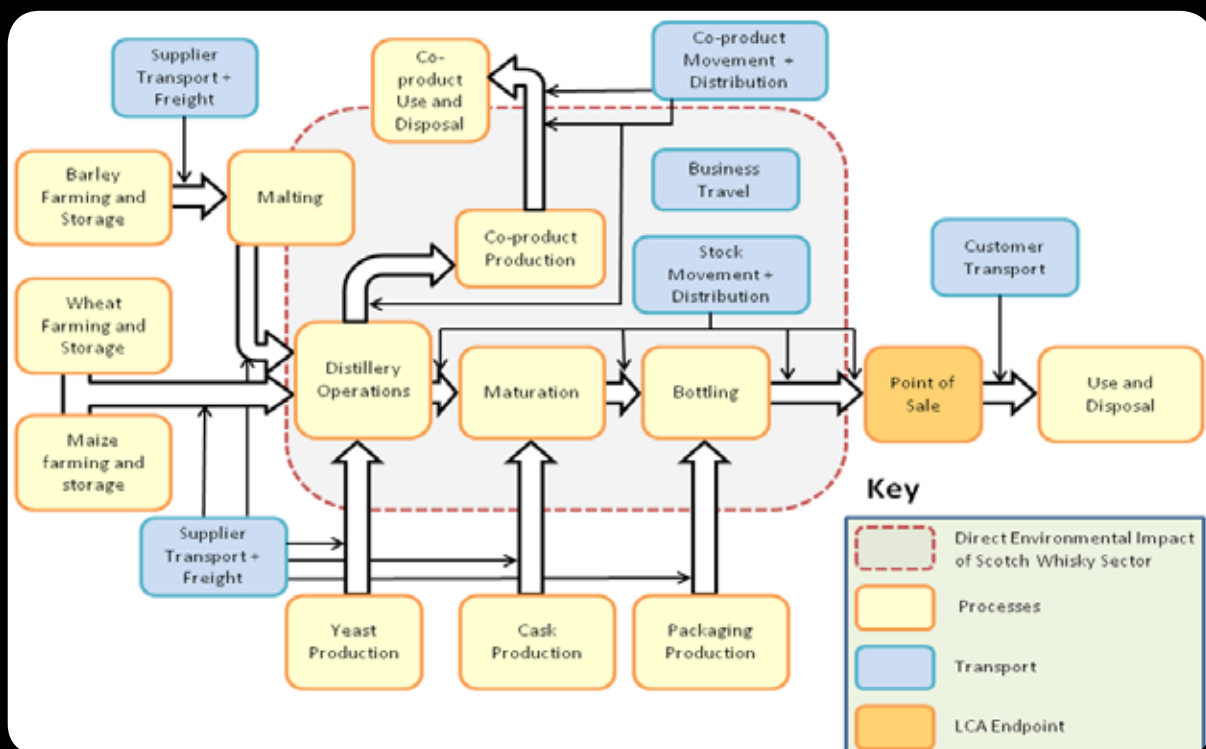 Supplier
Transport +
Freight
Co-
product
Use and
Disposal
Co-product
Movement +
Distribution
Barley
Farming and
Storage
Malting
Business
Travel
Co-product
Production
Stock
Movement +
Distribution
Customer
Transport
Wheat
Farming and
Storage
Distillery
Operations
Maturation
Bottling
Point of
Sale
Use and
Disposal
Maize
farming and
storage
Supplier
Transport +
Freight
Yeast
Production
Cask
Production
Packaging
Production
Key
Direct Environmental Impact
of Scotch Whisky Sector
Processes
Transport
LCA Endpoint